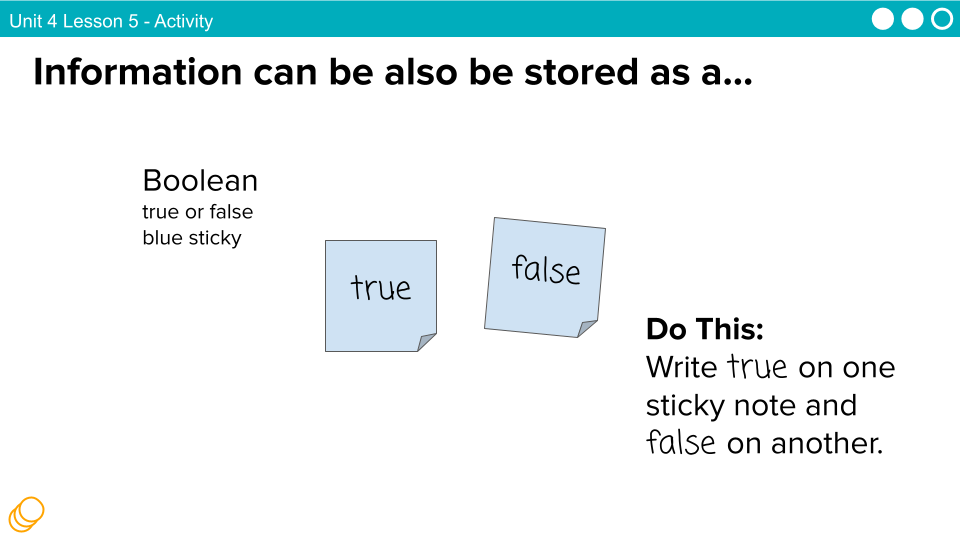 Unit 4 Lesson 5 - Activity
Information can be also be stored as a...
Boolean
true or false
blue sticky
true
false
Do This:
Write true on one
sticky note and
false on another.